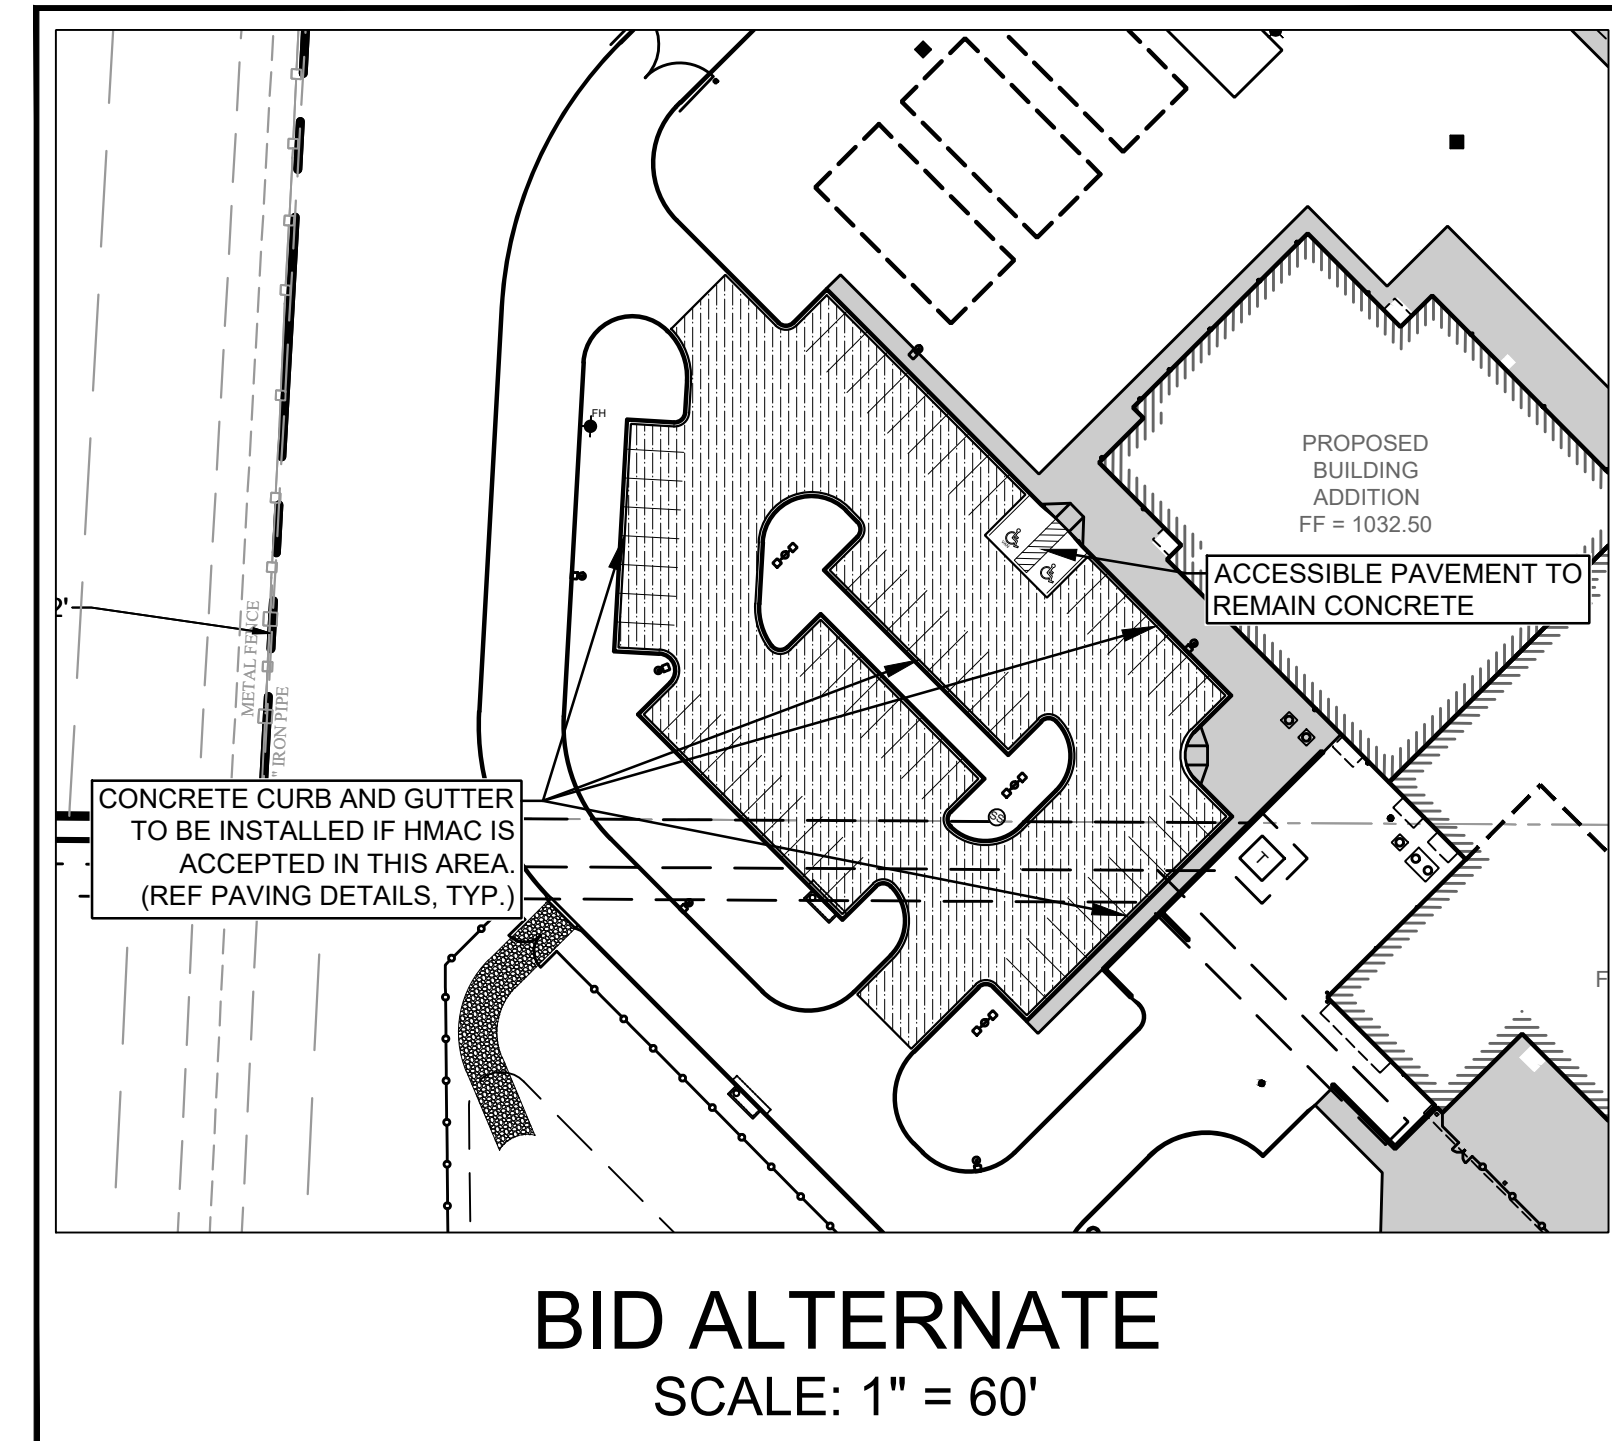 FH
PROPOSED
BUILDING
ADDITION
FF = 1032.50
ACCESSIBLE PAVEMENT TO
REMAIN CONCRETE
2'
METAL FENCE
" IRON PIPE
CONCRETE CURB AND GUTTER
TO BE INSTALLED IF HMAC IS
ACCEPTED IN THIS AREA.
(REF PAVING DETAILS, TYP.)
SS
T
F
BID ALTERNATE
SCALE: 1" = 60'